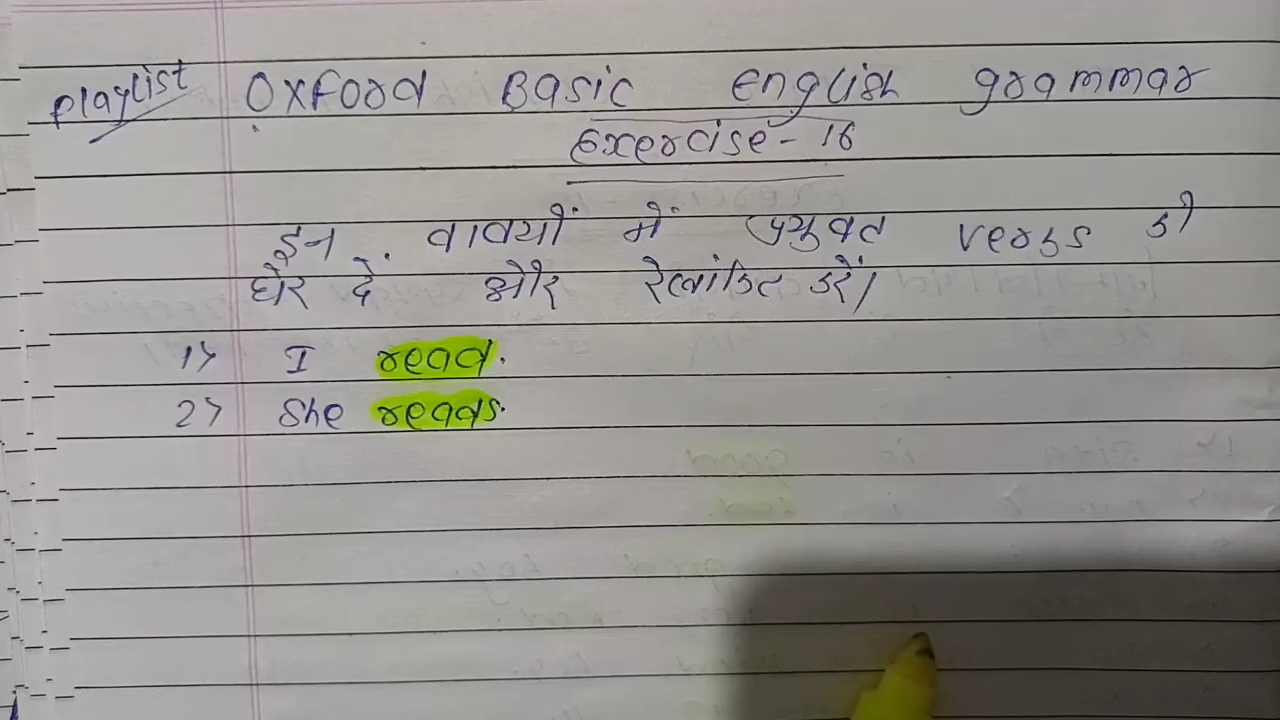 Playlist Oxford Basic English grammar
Exercise - 16
इन वाक्यों में प्रयुक्त verbs को
घेर दें और रेखांकित करें।
1> I read.
2> She reads.